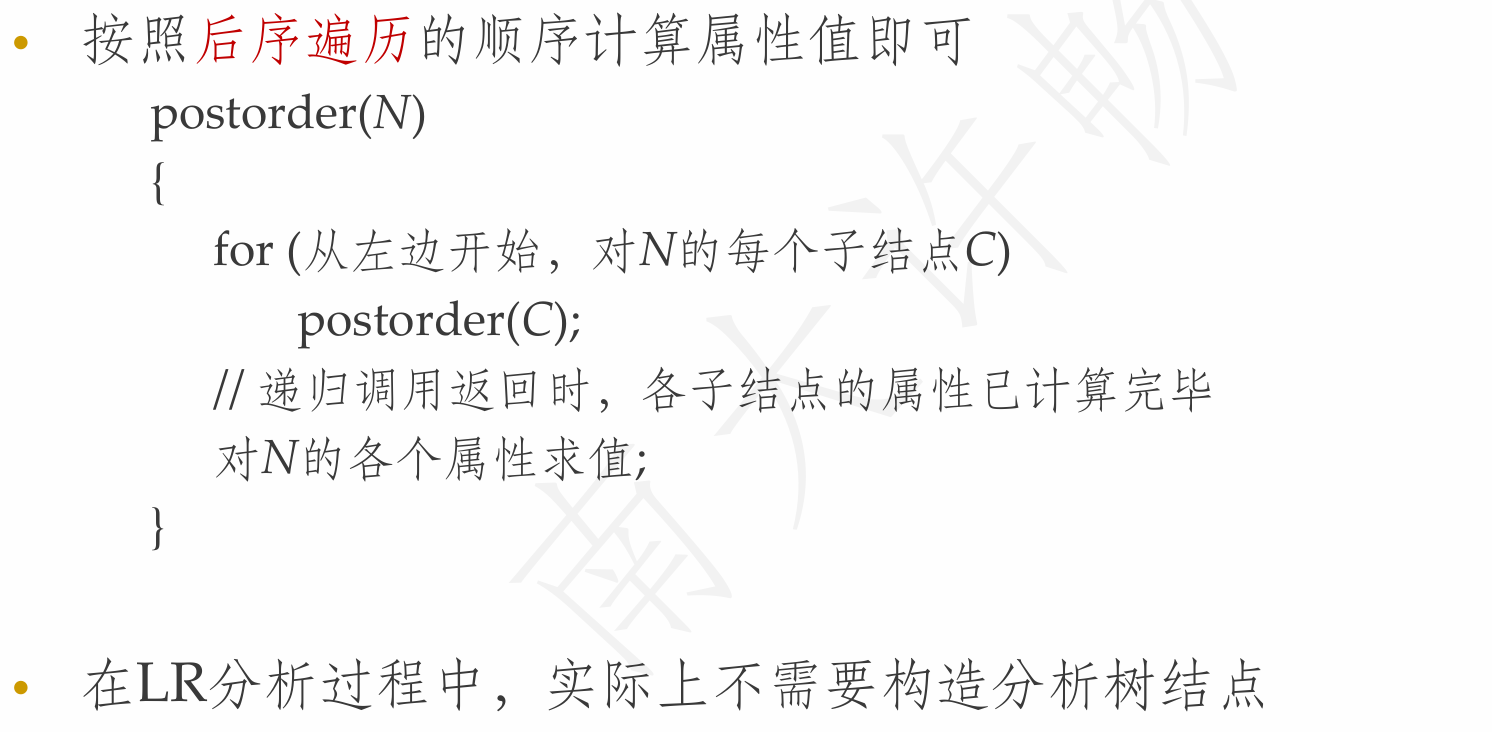 • 按照后序遍历的顺序计算属性值即可
postorder(N)
{
for (从左边开始，对N的每个子结点C)
postorder(C);
// 递归调用返回时，各子结点的属性已计算完毕
对N的各个属性求值;
}
• 在LR分析过程中，实际上不需要构造分析树结点
南大许畅